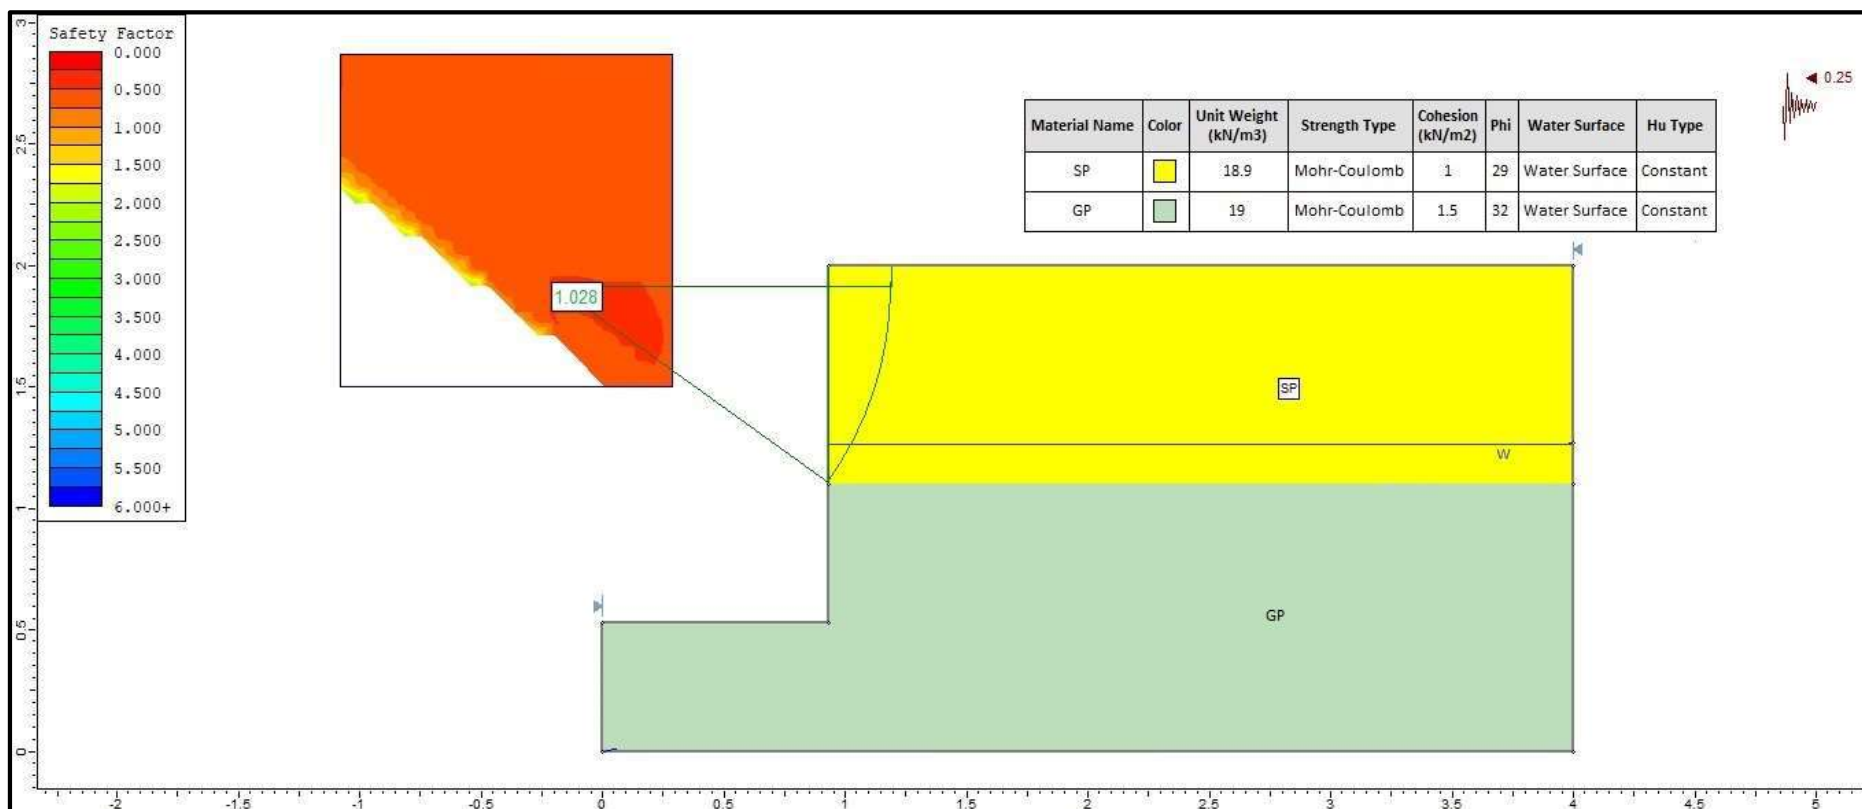 Safety Factor
0.000
0.500
1.000
1.500
2.000
2.500
3.000
3.500
4.000
4.500
5.000
5.500
6.000+
3
2.5
2
1.5
1
0.5
0
1.028
Material Name Color Unit Weight (kN/m3) Strength Type Cohesion (kN/m2) Phi Water Surface Hu Type
SP 18.9 Mohr-Coulomb 1 29 Water Surface Constant
GP 19 Mohr-Coulomb 1.5 32 Water Surface Constant
0.25
SP
W
GP
-2 -1.5 -1 -0.5 0 0.5 1 1.5 2 2.5 3 3.5 4 4.5 5